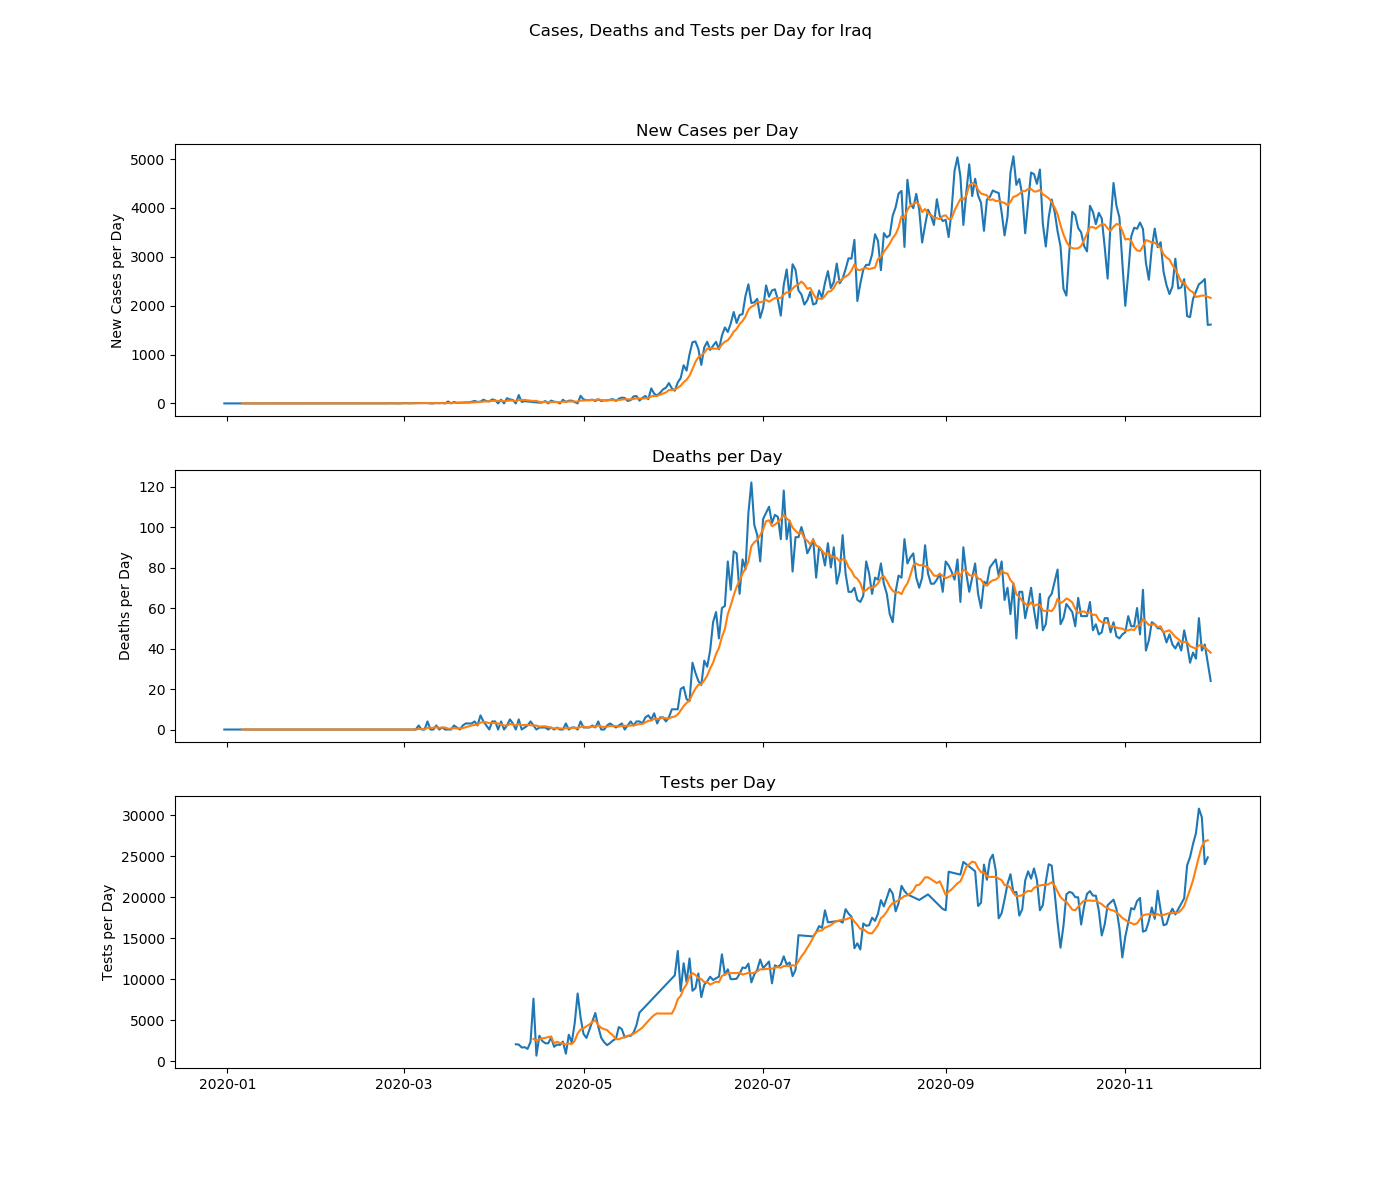 Cases, Deaths and Tests per Day for Iraq
New Cases per Day
New Cases per Day
5000
4000
3000
2000
1000
0
Deaths per Day
Deaths per Day
120
100
80
60
40
20
0
Tests per Day
Tests per Day
30000
25000
20000
15000
10000
5000
0
2020-01 2020-03 2020-05 2020-07 2020-09 2020-11